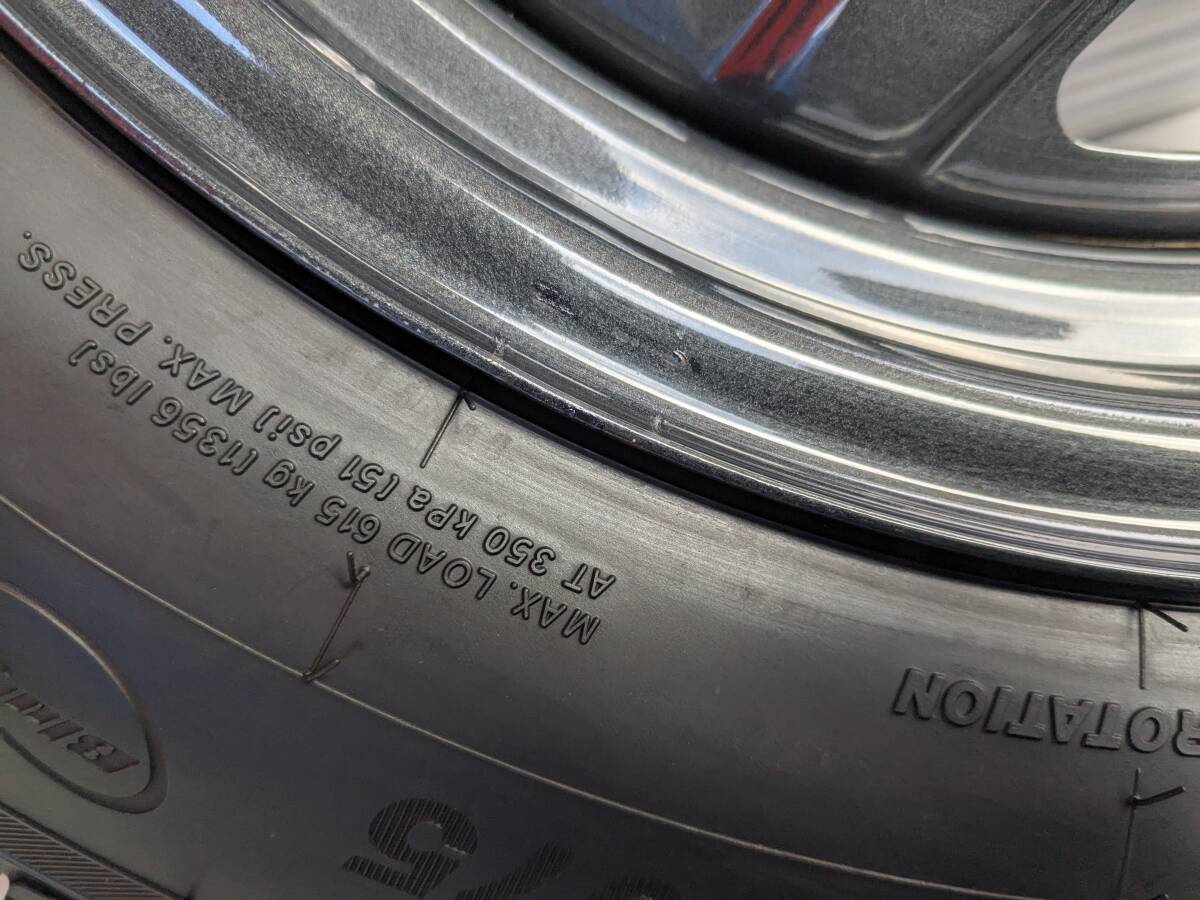 MAX. LOAD 615 kg (1356 lbs)
AT 350 kPa (51 psi) MAX. PRESS.
ROTATION